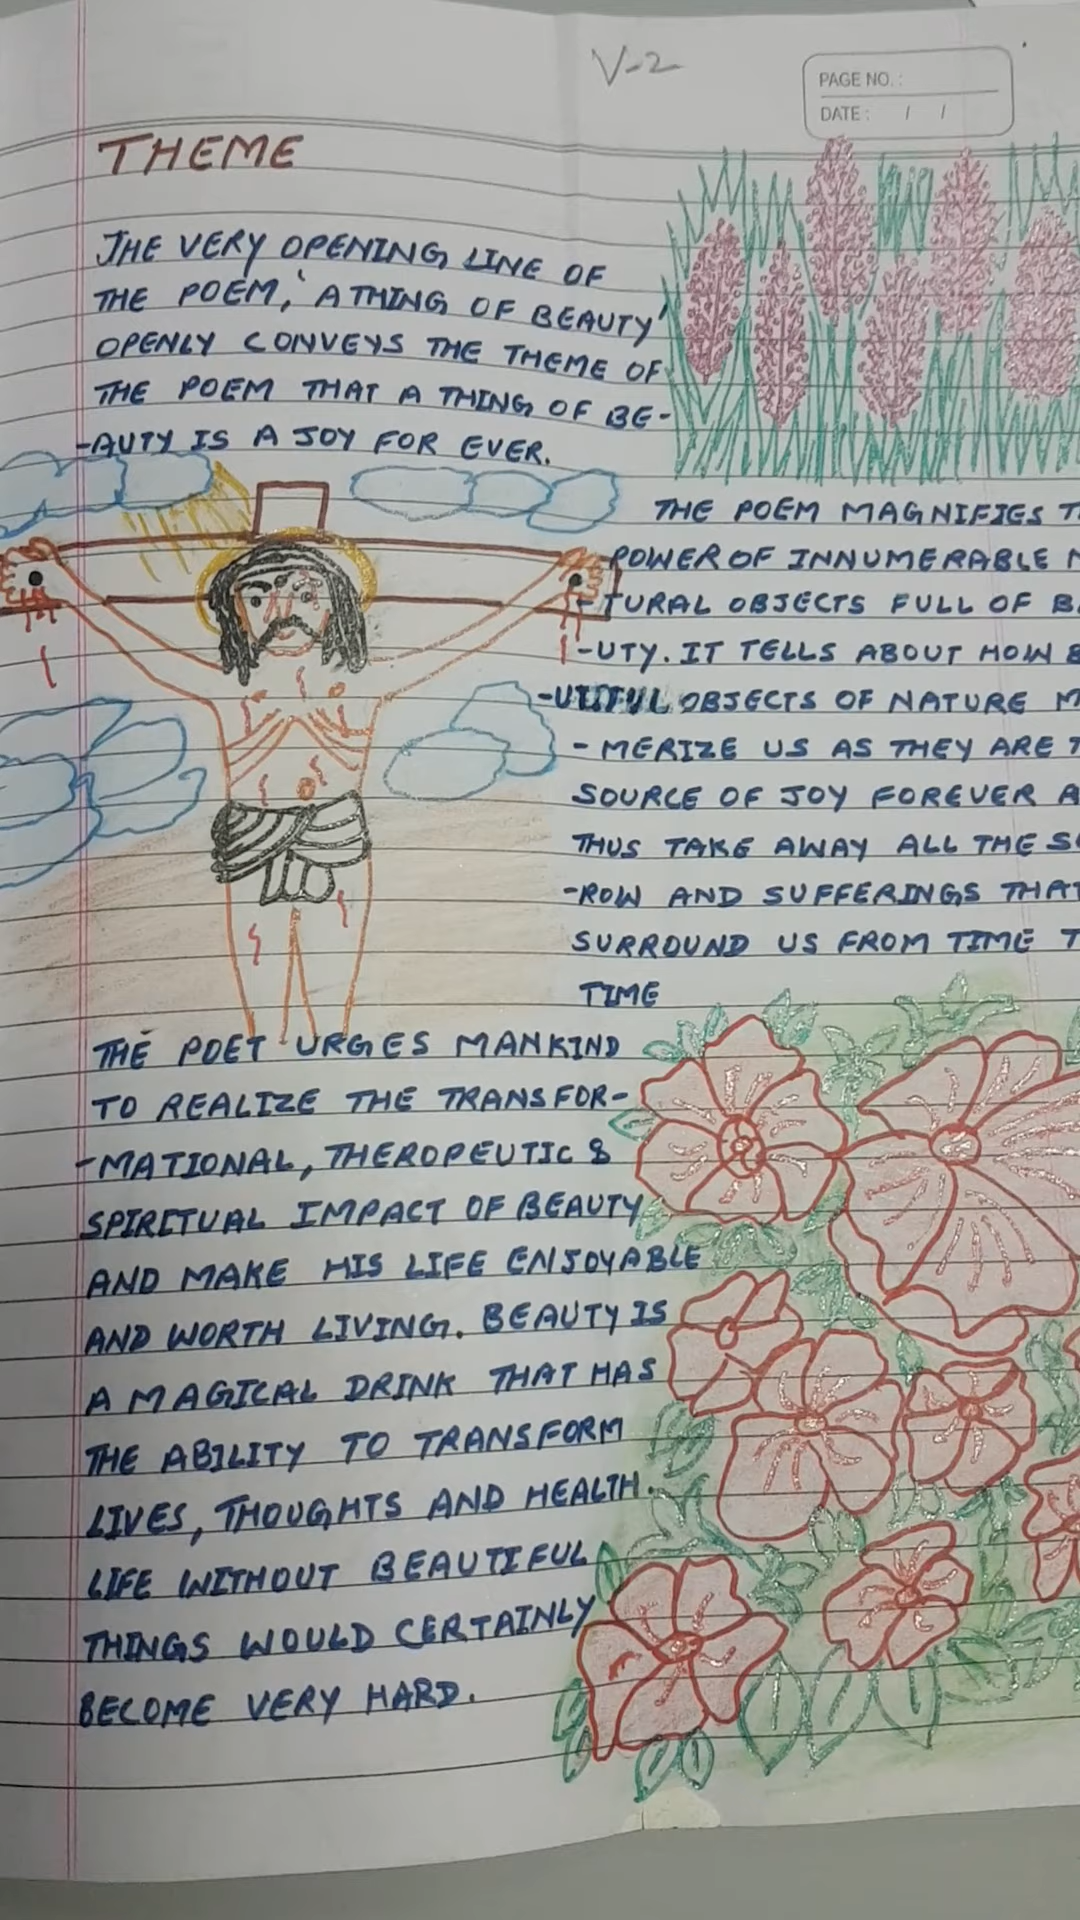 V-2
PAGE NO. :
DATE : / /
THEME
THE VERY OPENING LINE OF
THE POEM, 'A THING OF BEAUTY'
OPENLY CONVEYS THE THEME OF
THE POEM THAT A THING OF BE-
-AUTY IS A JOY FOR EVER.
THE POEM MAGNIFIES
POWER OF INNUMERABLE
-TURAL OBJECTS FULL OF
-UTY. IT TELLS ABOUT HOW
-UTIFUL OBJECTS OF NATURE
-MERIZE US AS THEY ARE
SOURCE OF JOY FOREVER
THUS TAKE AWAY ALL THE
-ROW AND SUFFERINGS THAT
SURROUND US FROM TIME
TIME
THE POET URGES MANKIND
TO REALIZE THE TRANSFOR-
-MATIONAL, THEROPEUTIC &
SPIRITUAL IMPACT OF BEAUTY
AND MAKE HIS LIFE ENJOYABLE
AND WORTH LIVING. BEAUTY IS
A MAGICAL DRINK THAT HAS
THE ABILITY TO TRANSFORM
LIVES, THOUGHTS AND HEALTH.
LIFE WITHOUT BEAUTIFUL
THINGS WOULD CERTAINLY
BECOME VERY HARD.